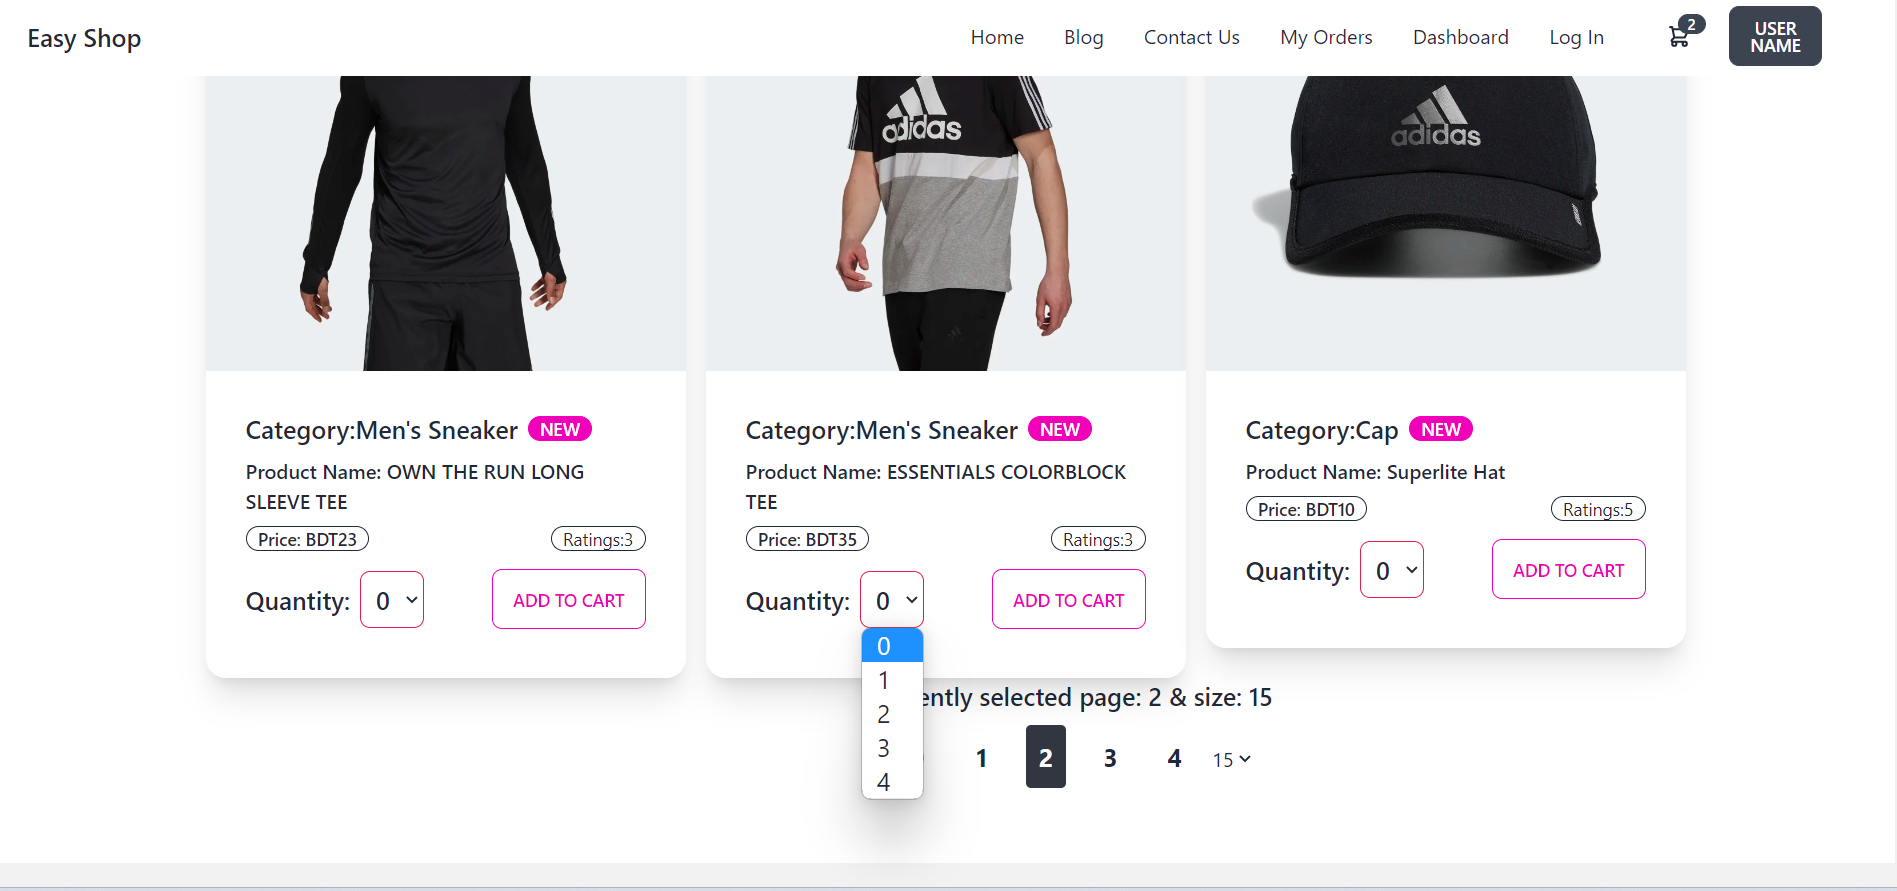 Easy Shop
Home
Blog
Contact Us
My Orders
Dashboard
Log In
2
USER
NAME
adidas
adidas
Category:Men's Sneaker NEW
Product Name: OWN THE RUN LONG
SLEEVE TEE
Price: BDT23
Ratings:3
Quantity: 0
ADD TO CART
Category:Men's Sneaker NEW
Product Name: ESSENTIALS COLORBLOCK
TEE
Price: BDT35
Ratings:3
Quantity: 0
ADD TO CART
0
1
2
3
4
Category:Cap NEW
Product Name: Superlite Hat
Price: BDT10
Ratings:5
Quantity: 0
ADD TO CART
ently selected page: 2 & size: 15
1
2
3
4
15